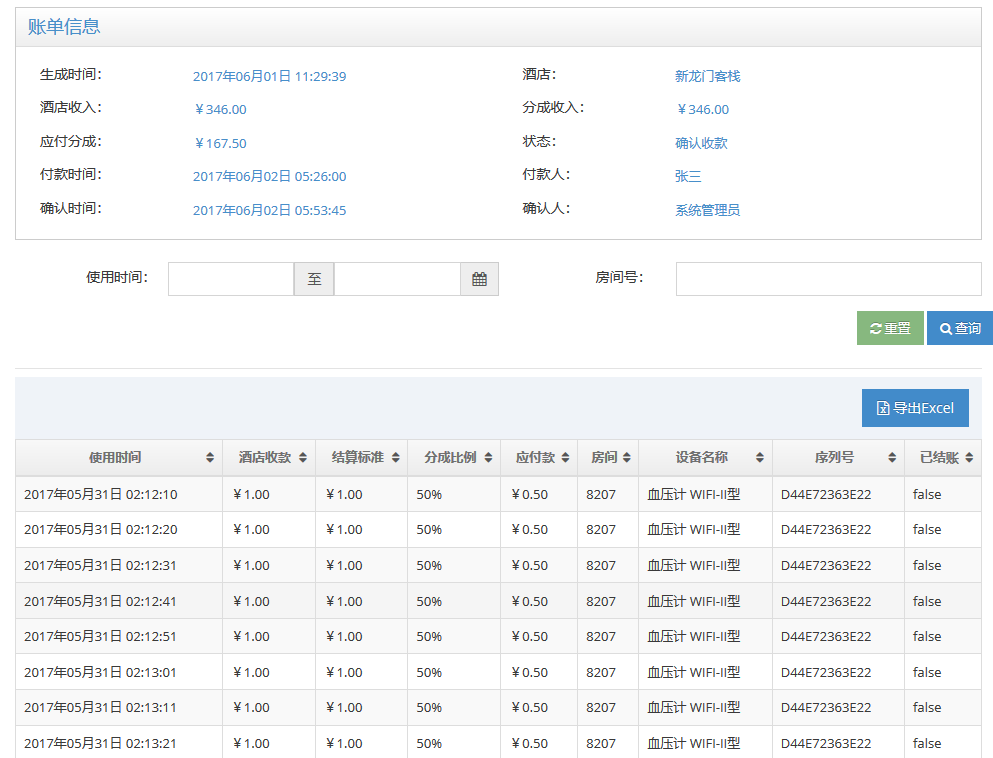 账单信息
生成时间： 2017年06月01日 11:29:39 酒店： 新龙门客栈
酒店收入： ￥346.00 分成收入： ￥346.00
应付分成： ￥167.50 状态： 确认收款
付款时间： 2017年06月02日 05:26:00 付款人： 张三
确认时间： 2017年06月02日 05:53:45 确认人： 系统管理员
使用时间： 至 房间号：
重置 查询
导出Excel
使用时间 酒店收款 结算标准 分成比例 应付款 房间 设备名称 序列号 已结账
2017年05月31日 02:12:10 ￥1.00 ￥1.00 50% ￥0.50 8207 血压计 WIFI-II型 D44E72363E22 false
2017年05月31日 02:12:20 ￥1.00 ￥1.00 50% ￥0.50 8207 血压计 WIFI-II型 D44E72363E22 false
2017年05月31日 02:12:31 ￥1.00 ￥1.00 50% ￥0.50 8207 血压计 WIFI-II型 D44E72363E22 false
2017年05月31日 02:12:41 ￥1.00 ￥1.00 50% ￥0.50 8207 血压计 WIFI-II型 D44E72363E22 false
2017年05月31日 02:12:51 ￥1.00 ￥1.00 50% ￥0.50 8207 血压计 WIFI-II型 D44E72363E22 false
2017年05月31日 02:13:01 ￥1.00 ￥1.00 50% ￥0.50 8207 血压计 WIFI-II型 D44E72363E22 false
2017年05月31日 02:13:11 ￥1.00 ￥1.00 50% ￥0.50 8207 血压计 WIFI-II型 D44E72363E22 false
2017年05月31日 02:13:21 ￥1.00 ￥1.00 50% ￥0.50 8207 血压计 WIFI-II型 D44E72363E22 false